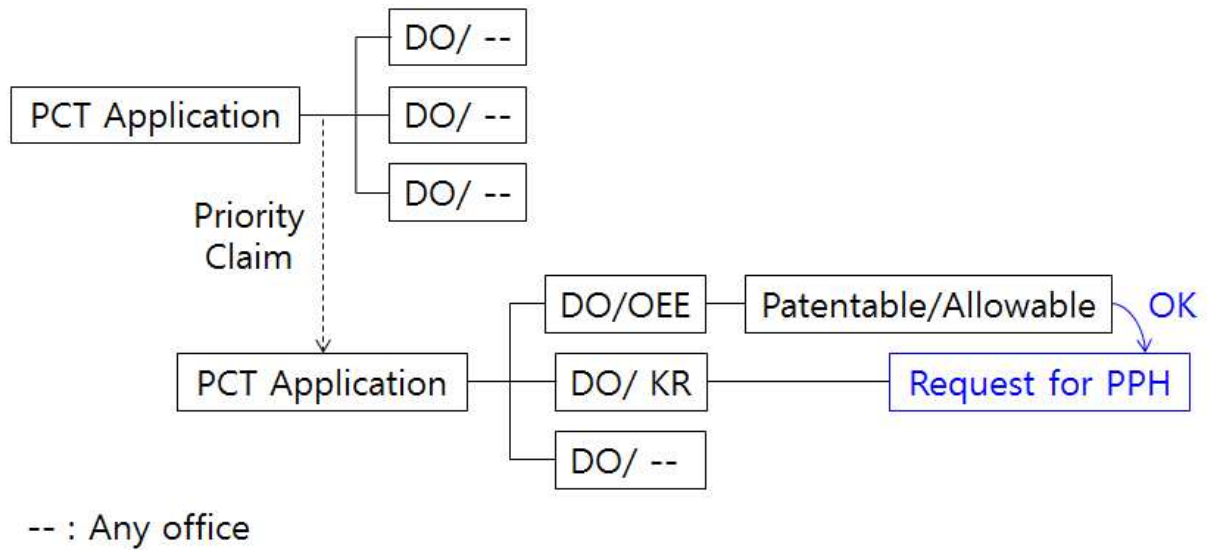 DO/ --
PCT Application
DO/ --
DO/ --
Priority
Claim
DO/OEE
Patentable/Allowable
OK
PCT Application
DO/ KR
Request for PPH
DO/ --
-- : Any office